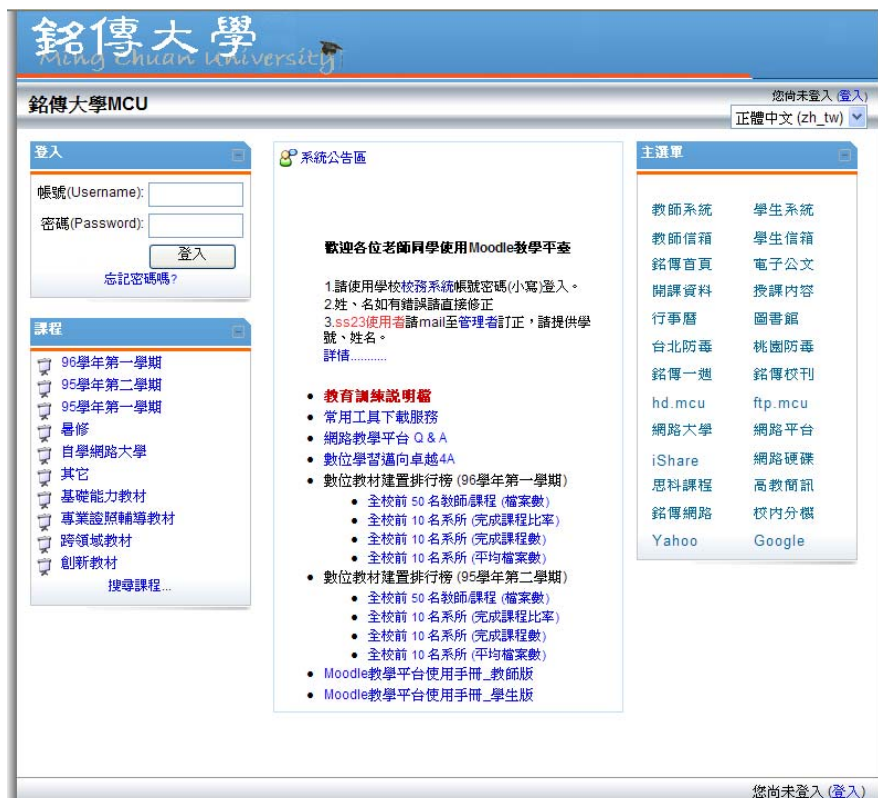 銘傳大學
Ming Chuan University
銘傳大學MCU
您尚未登入 (登入)
正體中文 (zh_tw)
登入
帳號(Username):
密碼(Password):
登入
忘記密碼嗎?
課程
96學年第一學期
95學年第二學期
95學年第一學期
暑修
自學網路大學
其它
基礎能力教材
專業證照輔導教材
跨領域教材
創新教材
搜尋課程...
系統公告區
歡迎各位老師同學使用Moodle教學平臺
1.請使用學校校務系統帳號密碼(小寫)登入。
2.姓、名如有錯誤請直接修正
3.ss23使用者請mail至管理者訂正，請提供學
號、姓名。
詳情...........
教育訓練說明檔
常用工具下載服務
網路教學平台 Q & A
數位學習邁向卓越4A
數位教材建置排行榜 (96學年第一學期)
全校前 50 名教師/課程 (檔案數)
全校前 10 名系所 (完成課程比率)
全校前 10 名系所 (完成課程數)
全校前 10 名系所 (平均檔案數)
數位教材建置排行榜 (95學年第二學期)
全校前 50 名教師/課程 (檔案數)
全校前 10 名系所 (完成課程比率)
全校前 10 名系所 (完成課程數)
全校前 10 名系所 (平均檔案數)
Moodle教學平台使用手冊_教師版
Moodle教學平台使用手冊_學生版
主選單
教師系統 學生系統
教師信箱 學生信箱
銘傳首頁 電子公文
開課資料 授課內容
行事曆 圖書館
台北防毒 桃園防毒
銘傳一週 銘傳校刊
hd.mcu ftp.mcu
網路大學 網路平台
iShare 網路硬碟
思科課程 高教簡訊
銘傳網路 校內分機
Yahoo Google
您尚未登入 (登入)